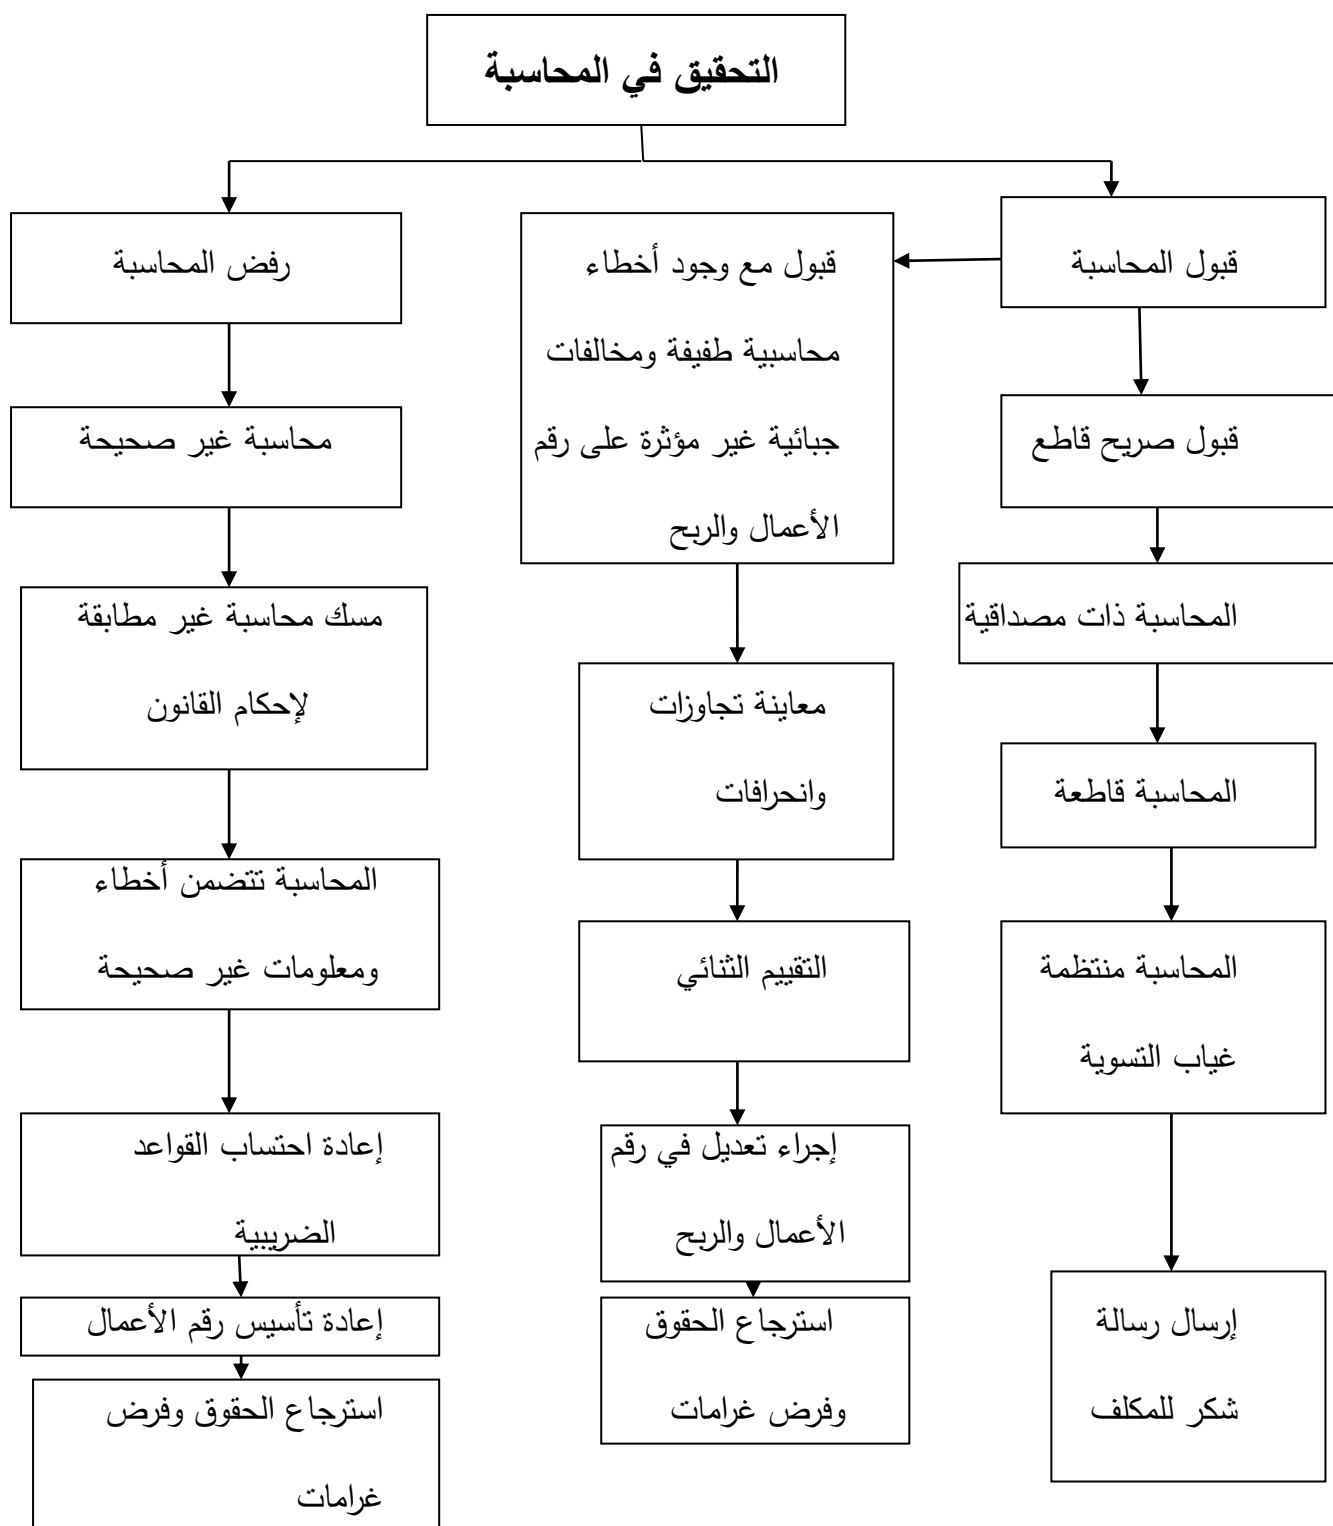 التحقيق في المحاسبة
قبول المحاسبة
قبول صريح قاطع
المحاسبة ذات مصداقية
المحاسبة قاطعة
المحاسبة منتظمة
غياب التسوية
إرسال رسالة
شكر للمكلف
قبول مع وجود أخطاء
محاسبية طفيفة ومخالفات
جبائية غير مؤثرة على رقم
الأعمال والربح
معاينة تجاوزات
وانحرافات
التقييم الثنائي
إجراء تعديل في رقم
الأعمال والربح
استرجاع الحقوق
وفرض غرامات
رفض المحاسبة
محاسبة غير صحيحة
مسك محاسبة غير مطابقة
لإحكام القانون
المحاسبة تتضمن أخطاء
ومعلومات غير صحيحة
إعادة احتساب القواعد
الضريبية
إعادة تأسيس رقم الأعمال
استرجاع الحقوق وفرض
غرامات